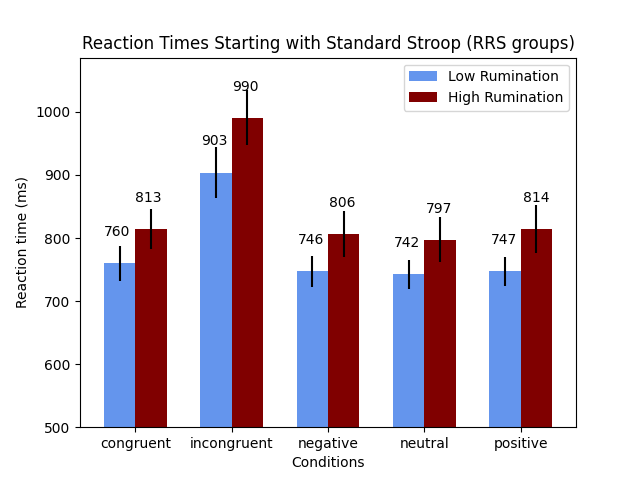 Reaction Times Starting with Standard Stroop (RRS groups)
Low Rumination
High Rumination
Reaction time (ms)
1000
900
800
700
600
500
760
813
903
990
746
806
742
797
747
814
congruent
incongruent
negative
neutral
positive
Conditions